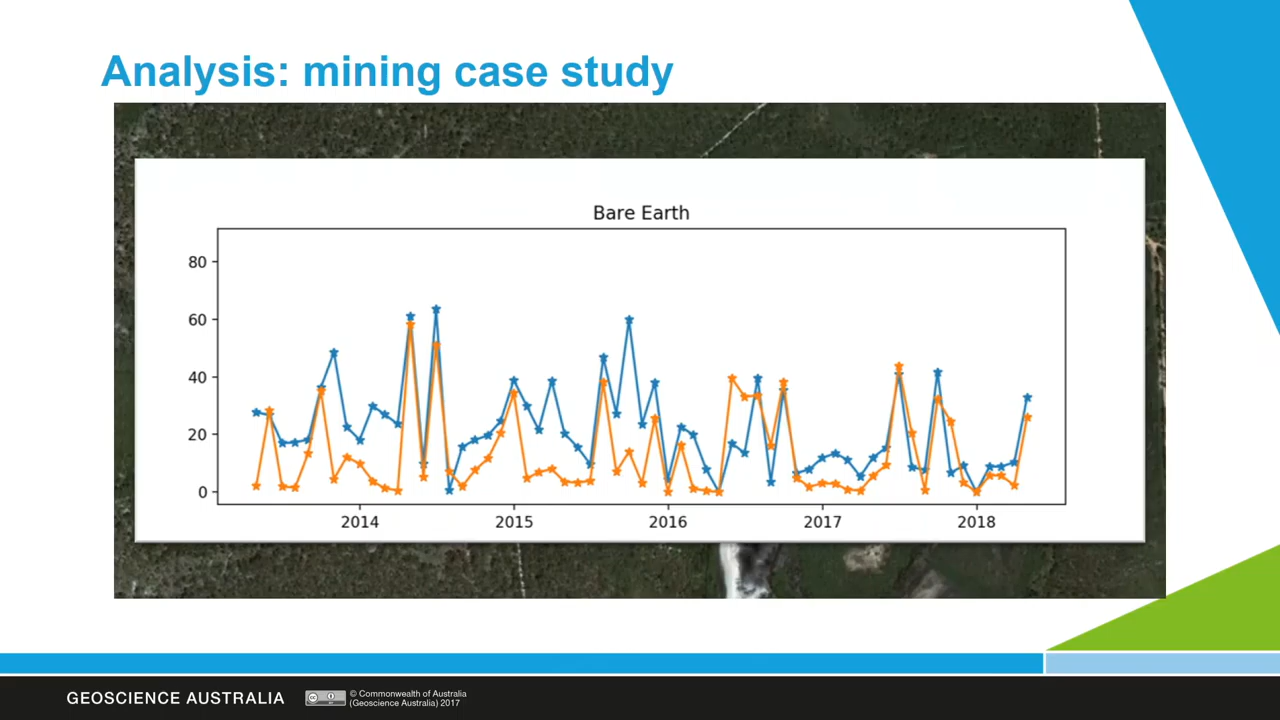 Analysis: mining case study
Bare Earth
80
60
40
20
0
2014 2015 2016 2017 2018
GEOSCIENCE AUSTRALIA
© Commonwealth of Australia
(Geoscience Australia) 2017